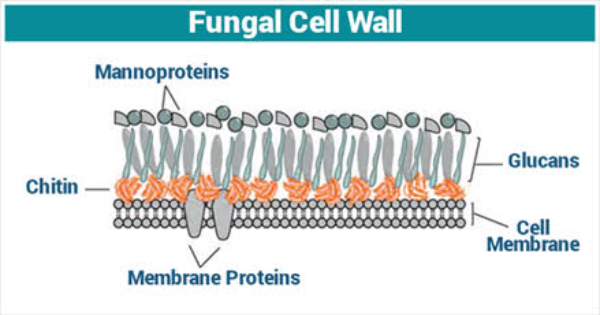 Fungal Cell Wall
Mannoproteins
Glucans
Chitin
Cell
Membrane
Membrane Proteins